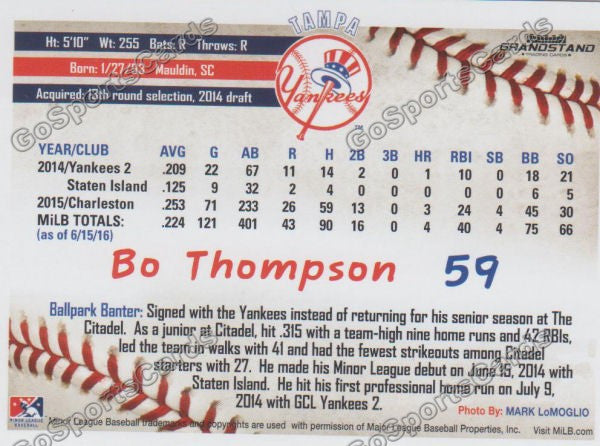 TAMPA
Yankees
TM
GRANDSTAND
TRADING CARDS
Ht: 5'10" Wt: 255 Bats: R Throws: R
Born: 1/27/93 Mauldin, SC
Acquired: 13th round selection, 2014 draft
YEAR/CLUB AVG G AB R H 2B 3B HR RBI SB BB SO
2014/Yankees 2 .209 22 67 11 14 2 0 1 10 0 18 21
Staten Island .125 9 32 2 4 0 0 0 0 0 6 5
2015/Charleston .253 71 233 26 59 13 0 3 24 4 45 30
MiLB TOTALS: .224 121 401 43 90 16 0 4 40 4 75 66
(as of 6/15/16)
Bo Thompson 59
Ballpark Banter: Signed with the Yankees instead of returning for his senior season at The
Citadel. As a junior at Citadel, hit .315 with a team-high nine home runs and 42 RBIs,
led the team in walks with 41 and had the fewest strikeouts among Citadel
starters with 27. He made his Minor League debut on June 15, 2014 with
Staten Island. He hit his first professional home run on July 9,
2014 with GCL Yankees 2.
Photo By: MARK LoMOGLIO
MINOR LEAGUE
BASEBALL
Minor League Baseball trademarks and copyrights are used with permission of Major League Baseball Properties, Inc. Visit MiLB.com
GoSportsCards
GoSportsCards
GoSportsCards
GoSportsCards